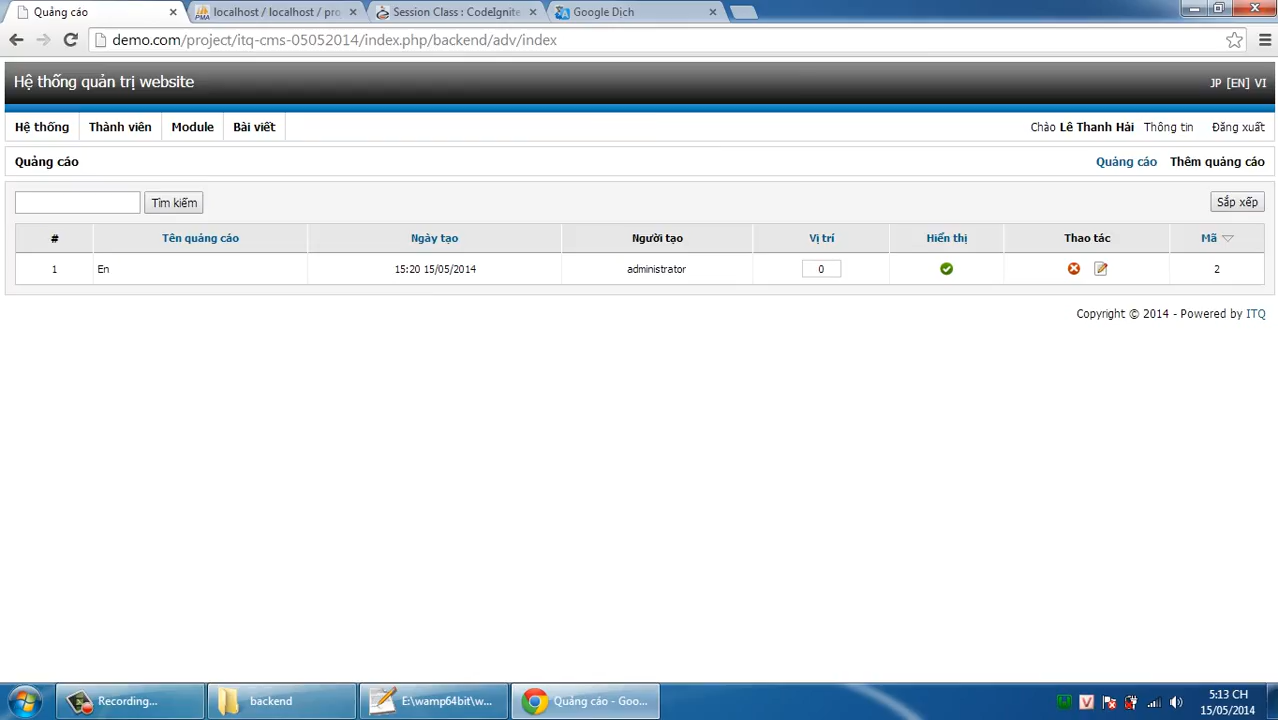 Quảng cáo
localhost / localhost / pro
Session Class : CodeIgnite
Google Dịch
demo.com/project/itq-cms-05052014/index.php/backend/adv/index
Hệ thống quản trị website
JP [EN] VI
Hệ thống Thành viên Module Bài viết
Chào Lê Thanh Hải Thông tin Đăng xuất
Quảng cáo
Quảng cáo Thêm quảng cáo
Tìm kiếm
Sắp xếp
# Tên quảng cáo Ngày tạo Người tạo Vị trí Hiển thị Thao tác Mã
1 En 15:20 15/05/2014 administrator 0 2
Copyright © 2014 - Powered by ITQ
Recording...
backend
E:\wamp64bit\w...
Quảng cáo - Goo...
5:13 CH
15/05/2014